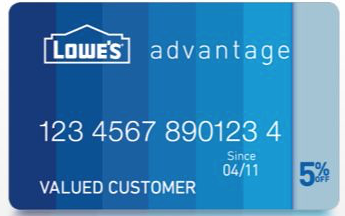 LOWE'S advantage
123 4567 890123 4
Since
04/11
5% OFF
VALUED CUSTOMER